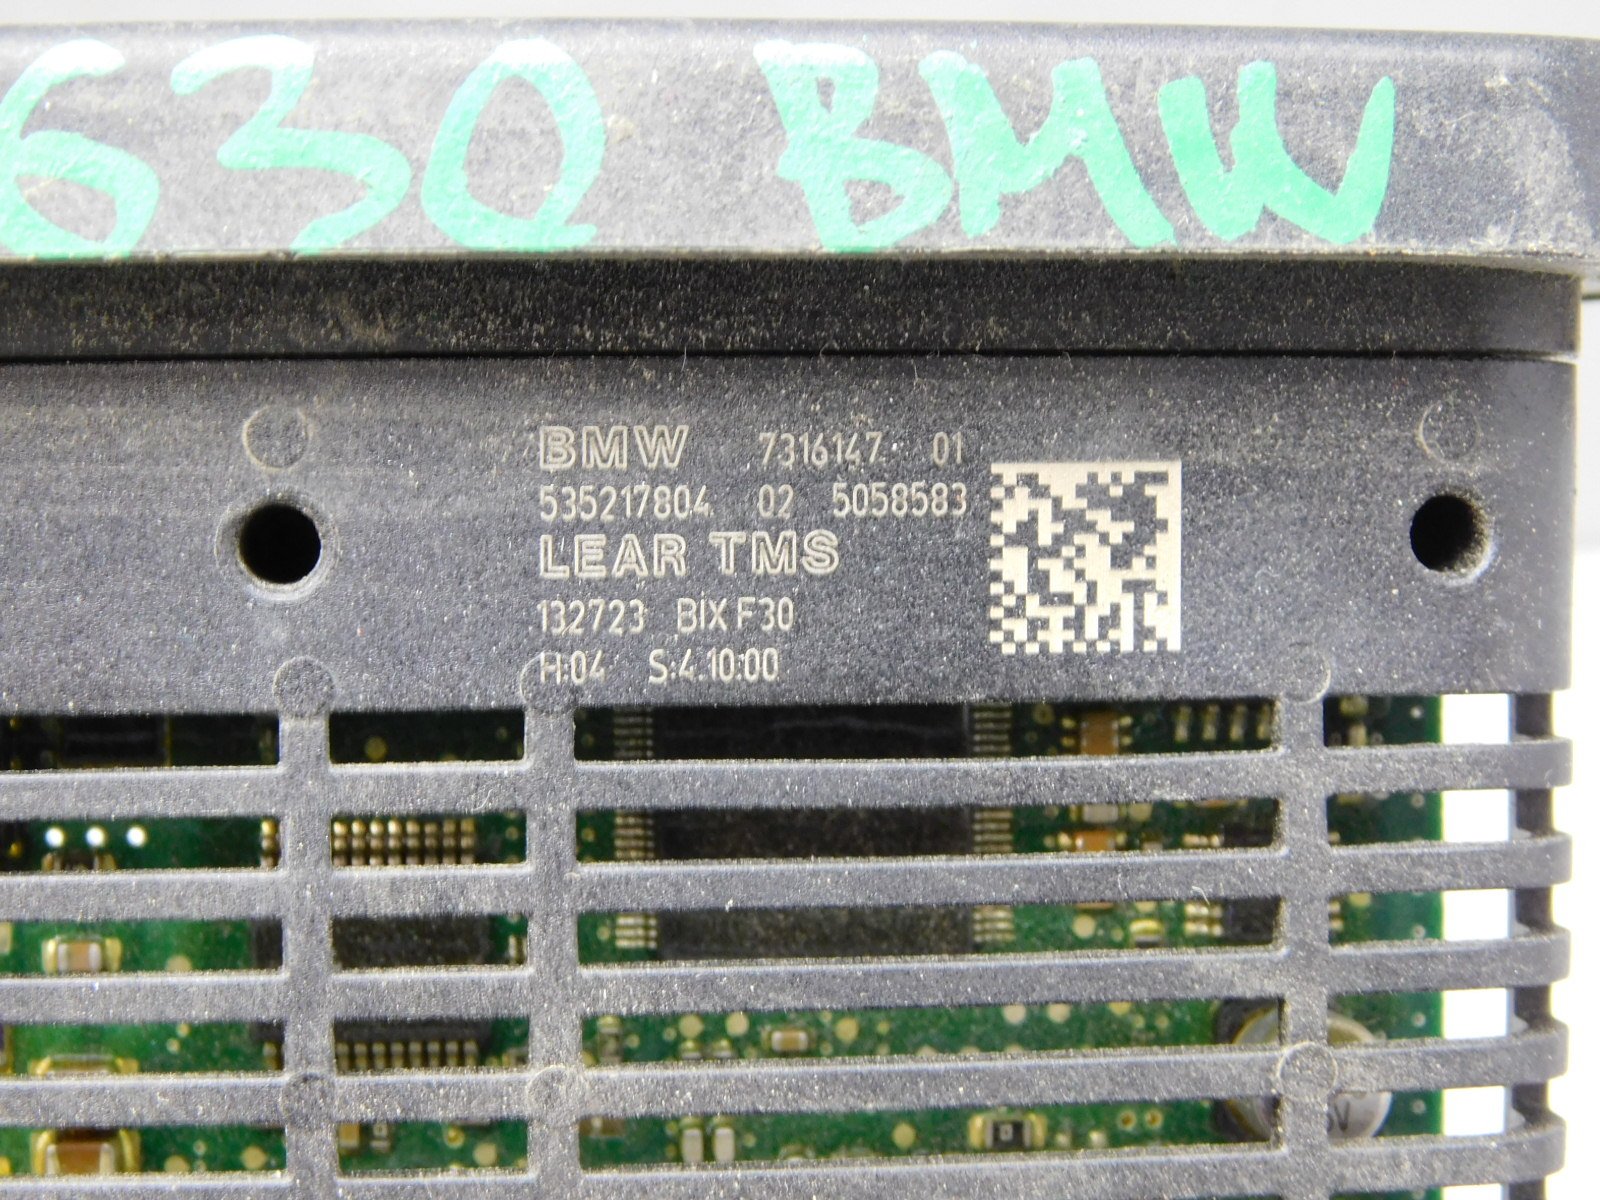 630 BMW
BMW 7316147 01
535217804 02 5058583
LEAR TMS
132723 BIX F30
H:04 S:4.10:00